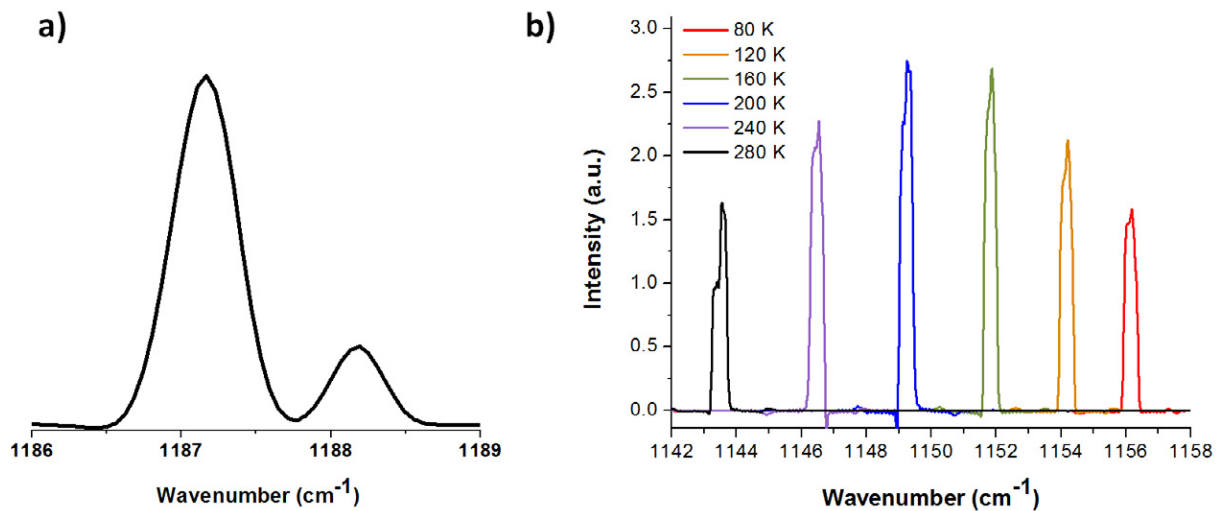 a)
1186 1187 1188 1189
Wavenumber (cm⁻¹)
b)
3.0
2.5
2.0
1.5
1.0
0.5
0.0
Intensity (a.u.)
80 K
120 K
160 K
200 K
240 K
280 K
1142 1144 1146 1148 1150 1152 1154 1156 1158
Wavenumber (cm⁻¹)